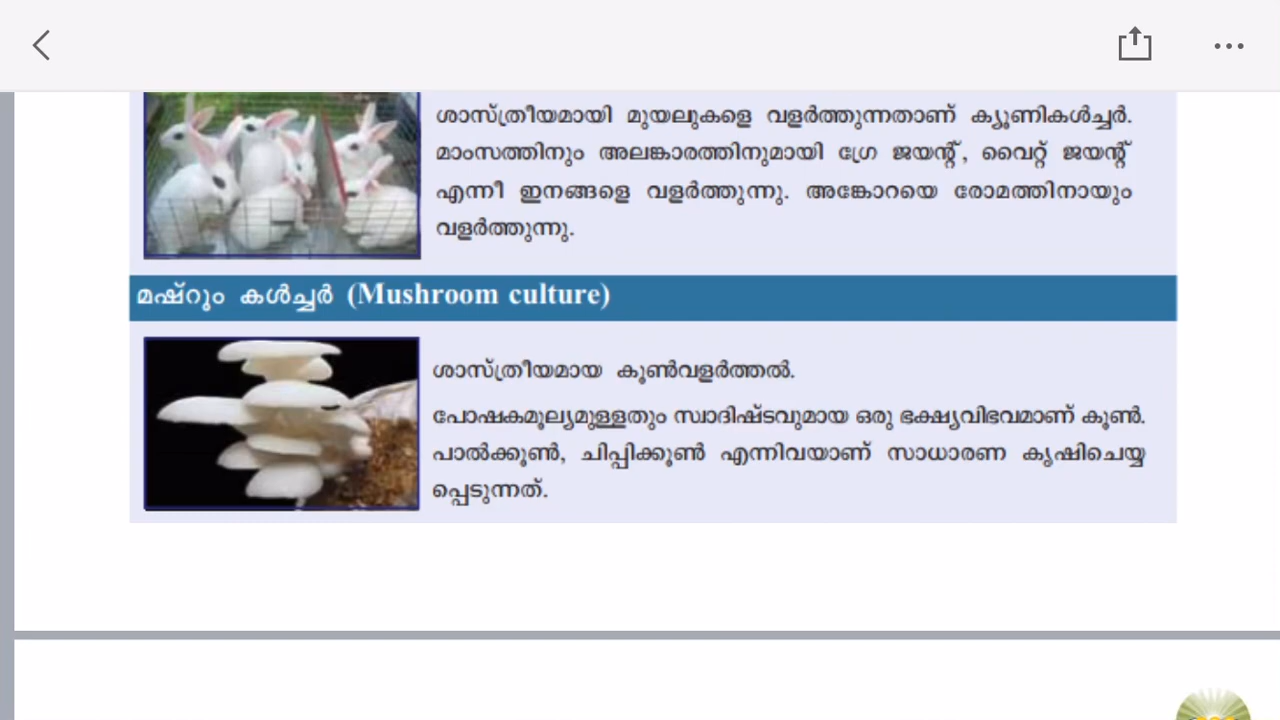 ശാസ്ത്രീയമായി മുയലുകളെ വളർത്തുന്നതാണ് ക്യൂണികൾച്ചർ.
മാംസത്തിനും അലങ്കാരത്തിനുമായി ഗ്രേ ജയന്റ്, വൈറ്റ് ജയന്റ്
എന്നീ ഇനങ്ങളെ വളർത്തുന്നു. അങ്കോറയെ രോമത്തിനായും
വളർത്തുന്നു.
മഷ്റും കൾച്ചർ (Mushroom culture)
ശാസ്ത്രീയമായ കൂൺവളർത്തൽ.
പോഷകമൂല്യമുള്ളതും സ്വാദിഷ്ടവുമായ ഒരു ഭക്ഷ്യവിഭവമാണ് കൂൺ.
പാൽക്കൂൺ, ചിപ്പിക്കൂൺ എന്നിവയാണ് സാധാരണ കൃഷിചെയ്യ
പ്പെടുന്നത്.